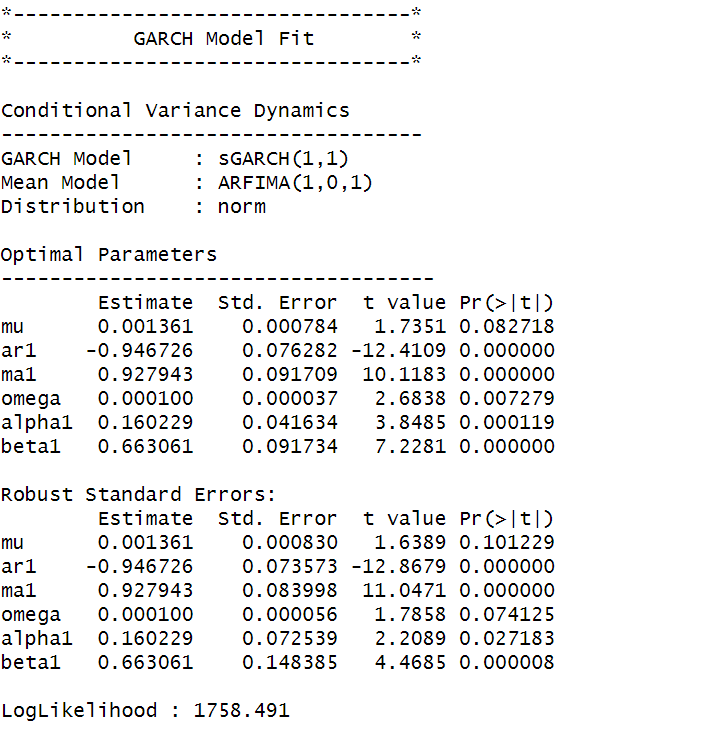 *---------------------------------*
*          GARCH Model Fit        *
*---------------------------------*

Conditional Variance Dynamics
-----------------------------------
GARCH Model     : sGARCH(1,1)
Mean Model      : ARFIMA(1,0,1)
Distribution    : norm

Optimal Parameters
------------------------------------
        Estimate  Std. Error  t value Pr(>|t|)
mu      0.001361    0.000784   1.7351 0.082718
ar1    -0.946726    0.076282 -12.4109 0.000000
ma1     0.927943    0.091709  10.1183 0.000000
omega   0.000100    0.000037   2.6838 0.007279
alpha1  0.160229    0.041634   3.8485 0.000119
beta1   0.663061    0.091734   7.2281 0.000000

Robust Standard Errors:
        Estimate  Std. Error  t value Pr(>|t|)
mu      0.001361    0.000830   1.6389 0.101229
ar1    -0.946726    0.073573 -12.8679 0.000000
ma1     0.927943    0.083998  11.0471 0.000000
omega   0.000100    0.000056   1.7858 0.074125
alpha1  0.160229    0.072539   2.2089 0.027183
beta1   0.663061    0.148385   4.4685 0.000008

LogLikelihood : 1758.491